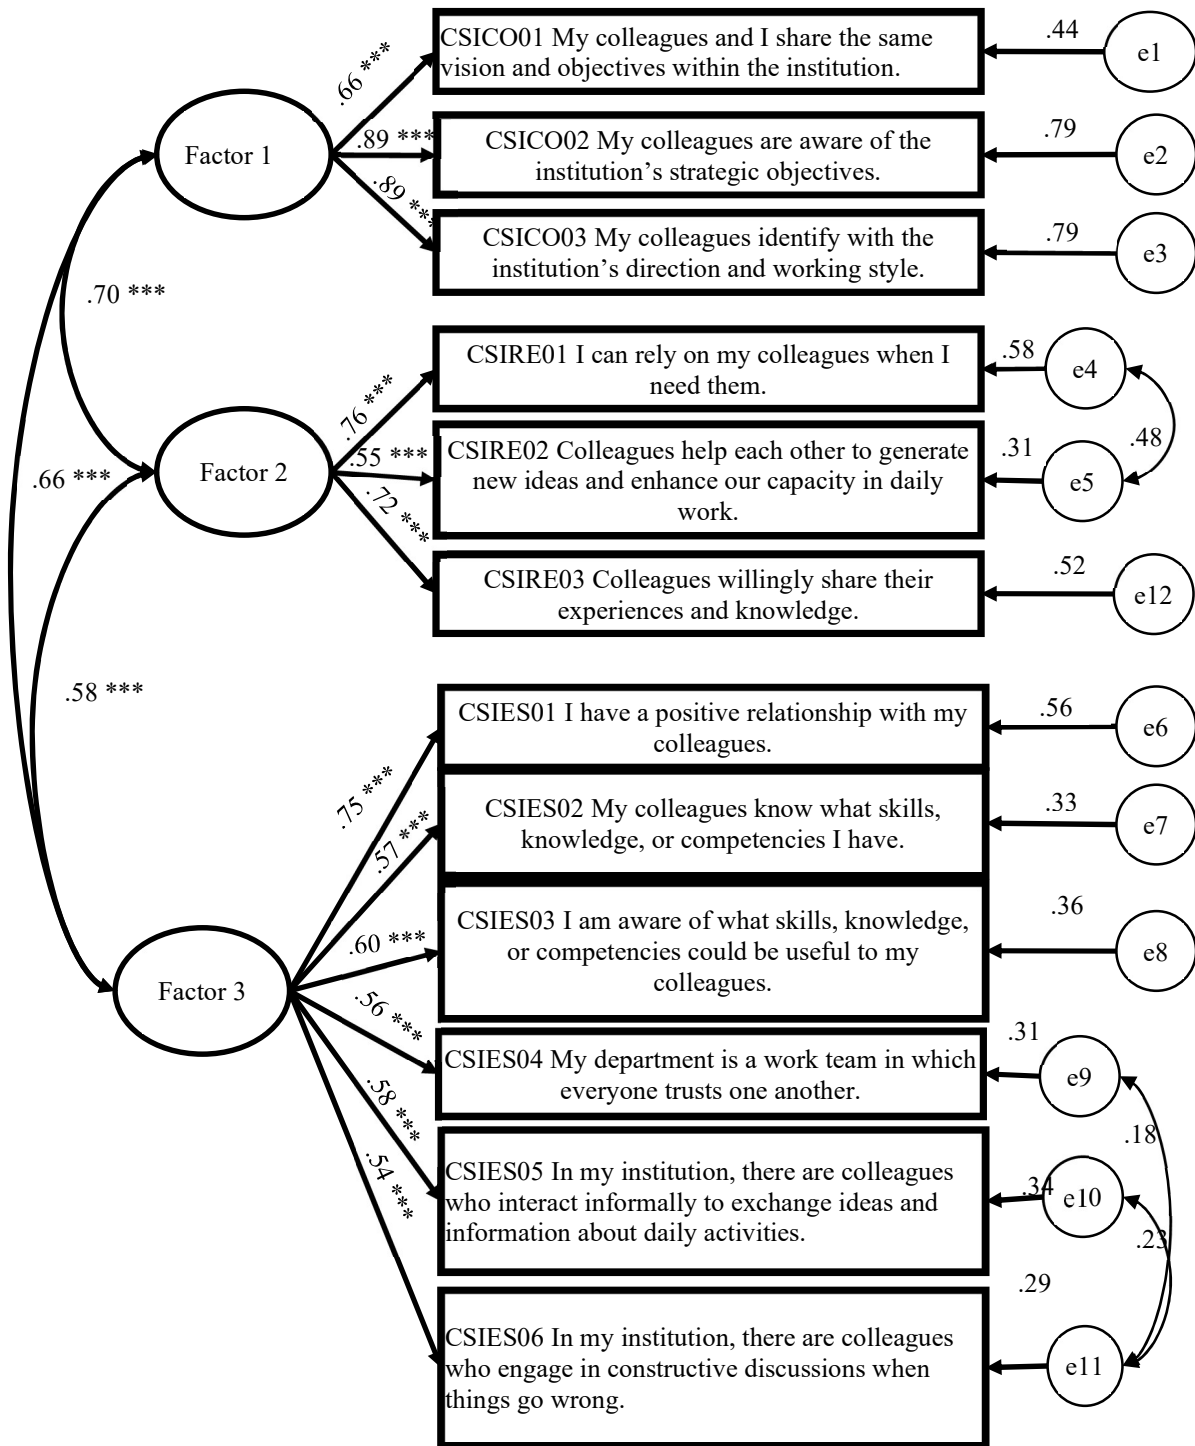 CSICO01 My colleagues and I share the same
vision and objectives within the institution.
.44
e1
.66 ***
Factor 1
.89 ***
CSICO02 My colleagues are aware of the
institution’s strategic objectives.
.79
e2
.89 ***
CSICO03 My colleagues identify with the
institution’s direction and working style.
.79
e3
.70 ***
CSIRE01 I can rely on my colleagues when I
need them.
.58
e4
.76 ***
Factor 2
.55 ***
CSIRE02 Colleagues help each other to generate
new ideas and enhance our capacity in daily
work.
.31
e5
.48
.66 ***
.72 ***
CSIRE03 Colleagues willingly share their
experiences and knowledge.
.52
e12
.58 ***
CSIES01 I have a positive relationship with my
colleagues.
.56
e6
.75 ***
CSIES02 My colleagues know what skills,
knowledge, or competencies I have.
.33
e7
.57 ***
CSIES03 I am aware of what skills, knowledge,
or competencies could be useful to my
colleagues.
.36
e8
.60 ***
Factor 3
.56 ***
CSIES04 My department is a work team in which
everyone trusts one another.
.31
e9
.18
.58 ***
CSIES05 In my institution, there are colleagues
who interact informally to exchange ideas and
information about daily activities.
.34
e10
.23
.54 ***
CSIES06 In my institution, there are colleagues
who engage in constructive discussions when
things go wrong.
.29
e11